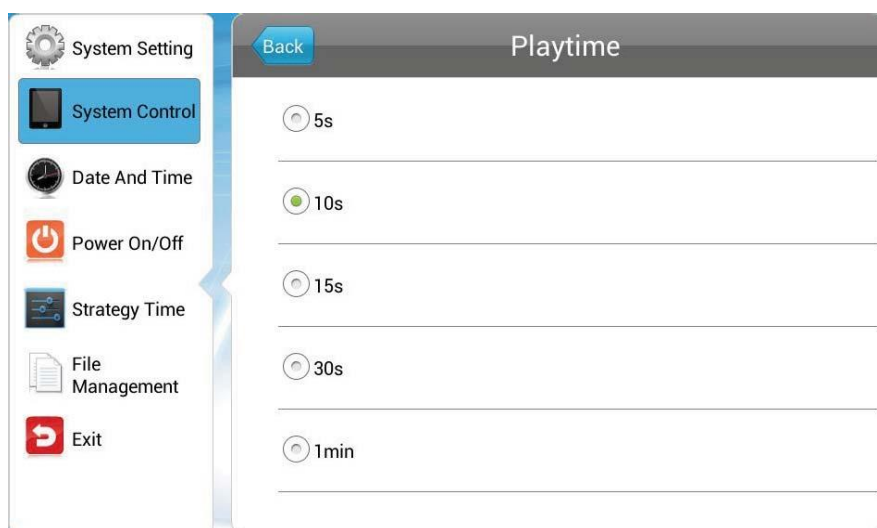 System Setting
System Control
Date And Time
Power On/Off
Strategy Time
File
Management
Exit
Back
Playtime
5s
10s
15s
30s
1min